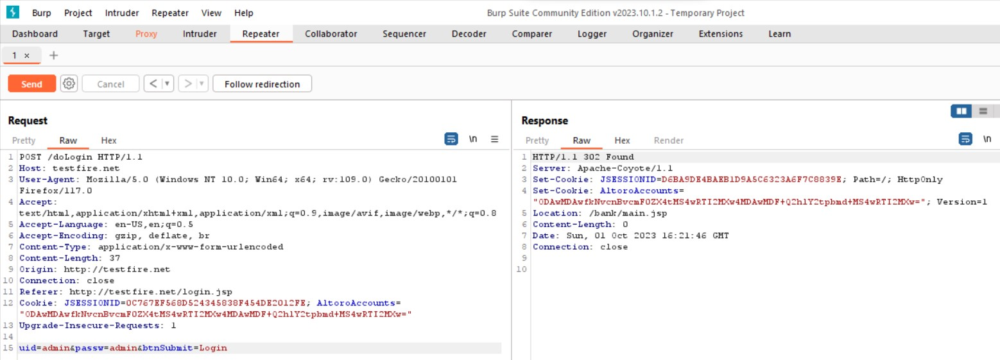 Burp Project Intruder Repeater View Help Burp Suite Community Edition v2023.10.1.2 - Temporary Project
Dashboard Target Proxy Intruder Repeater Collaborator Sequencer Decoder Comparer Logger Organizer Extensions Learn
1 × +
Send Cancel < > Follow redirection
Request
Pretty Raw Hex \n
1 POST /doLogin HTTP/1.1
2 Host: testfire.net
3 User-Agent: Mozilla/5.0 (Windows NT 10.0; Win64; x64; rv:109.0) Gecko/20100101
Firefox/117.0
4 Accept:
text/html,application/xhtml+xml,application/xml;q=0.9,image/avif,image/webp,*/*;q=0.8
5 Accept-Language: en-US,en;q=0.5
6 Accept-Encoding: gzip, deflate, br
7 Content-Type: application/x-www-form-urlencoded
8 Content-Length: 37
9 Origin: http://testfire.net
10 Connection: close
11 Referer: http://testfire.net/login.jsp
12 Cookie: JSESSIONID=0C767EF568D524345838F454DE2012FE; AltoroAccounts=
"ODAwMDAwfkNvcnBvcmF0ZX4tMS4wRTI2MXw4MDAwMDF+Q2hlY2tpbmd+MS4wRTI2MXw="
13 Upgrade-Insecure-Requests: 1
14
15 uid=admin&passw=admin&btnSubmit=Login
Response
Pretty Raw Hex Render \n
1 HTTP/1.1 302 Found
2 Server: Apache-Coyote/1.1
3 Set-Cookie: JSESSIONID=D6BA9DE4BAEB1D9A5C6323A6F7C8839E; Path=/; HttpOnly
4 Set-Cookie: AltoroAccounts=
"ODAwMDAwfkNvcnBvcmF0ZX4tMS4wRTI2MXw4MDAwMDF+Q2hlY2tpbmd+MS4wRTI2MXw="; Version=1
5 Location: /bank/main.jsp
6 Content-Length: 0
7 Date: Sun, 01 Oct 2023 16:21:46 GMT
8 Connection: close
9
10